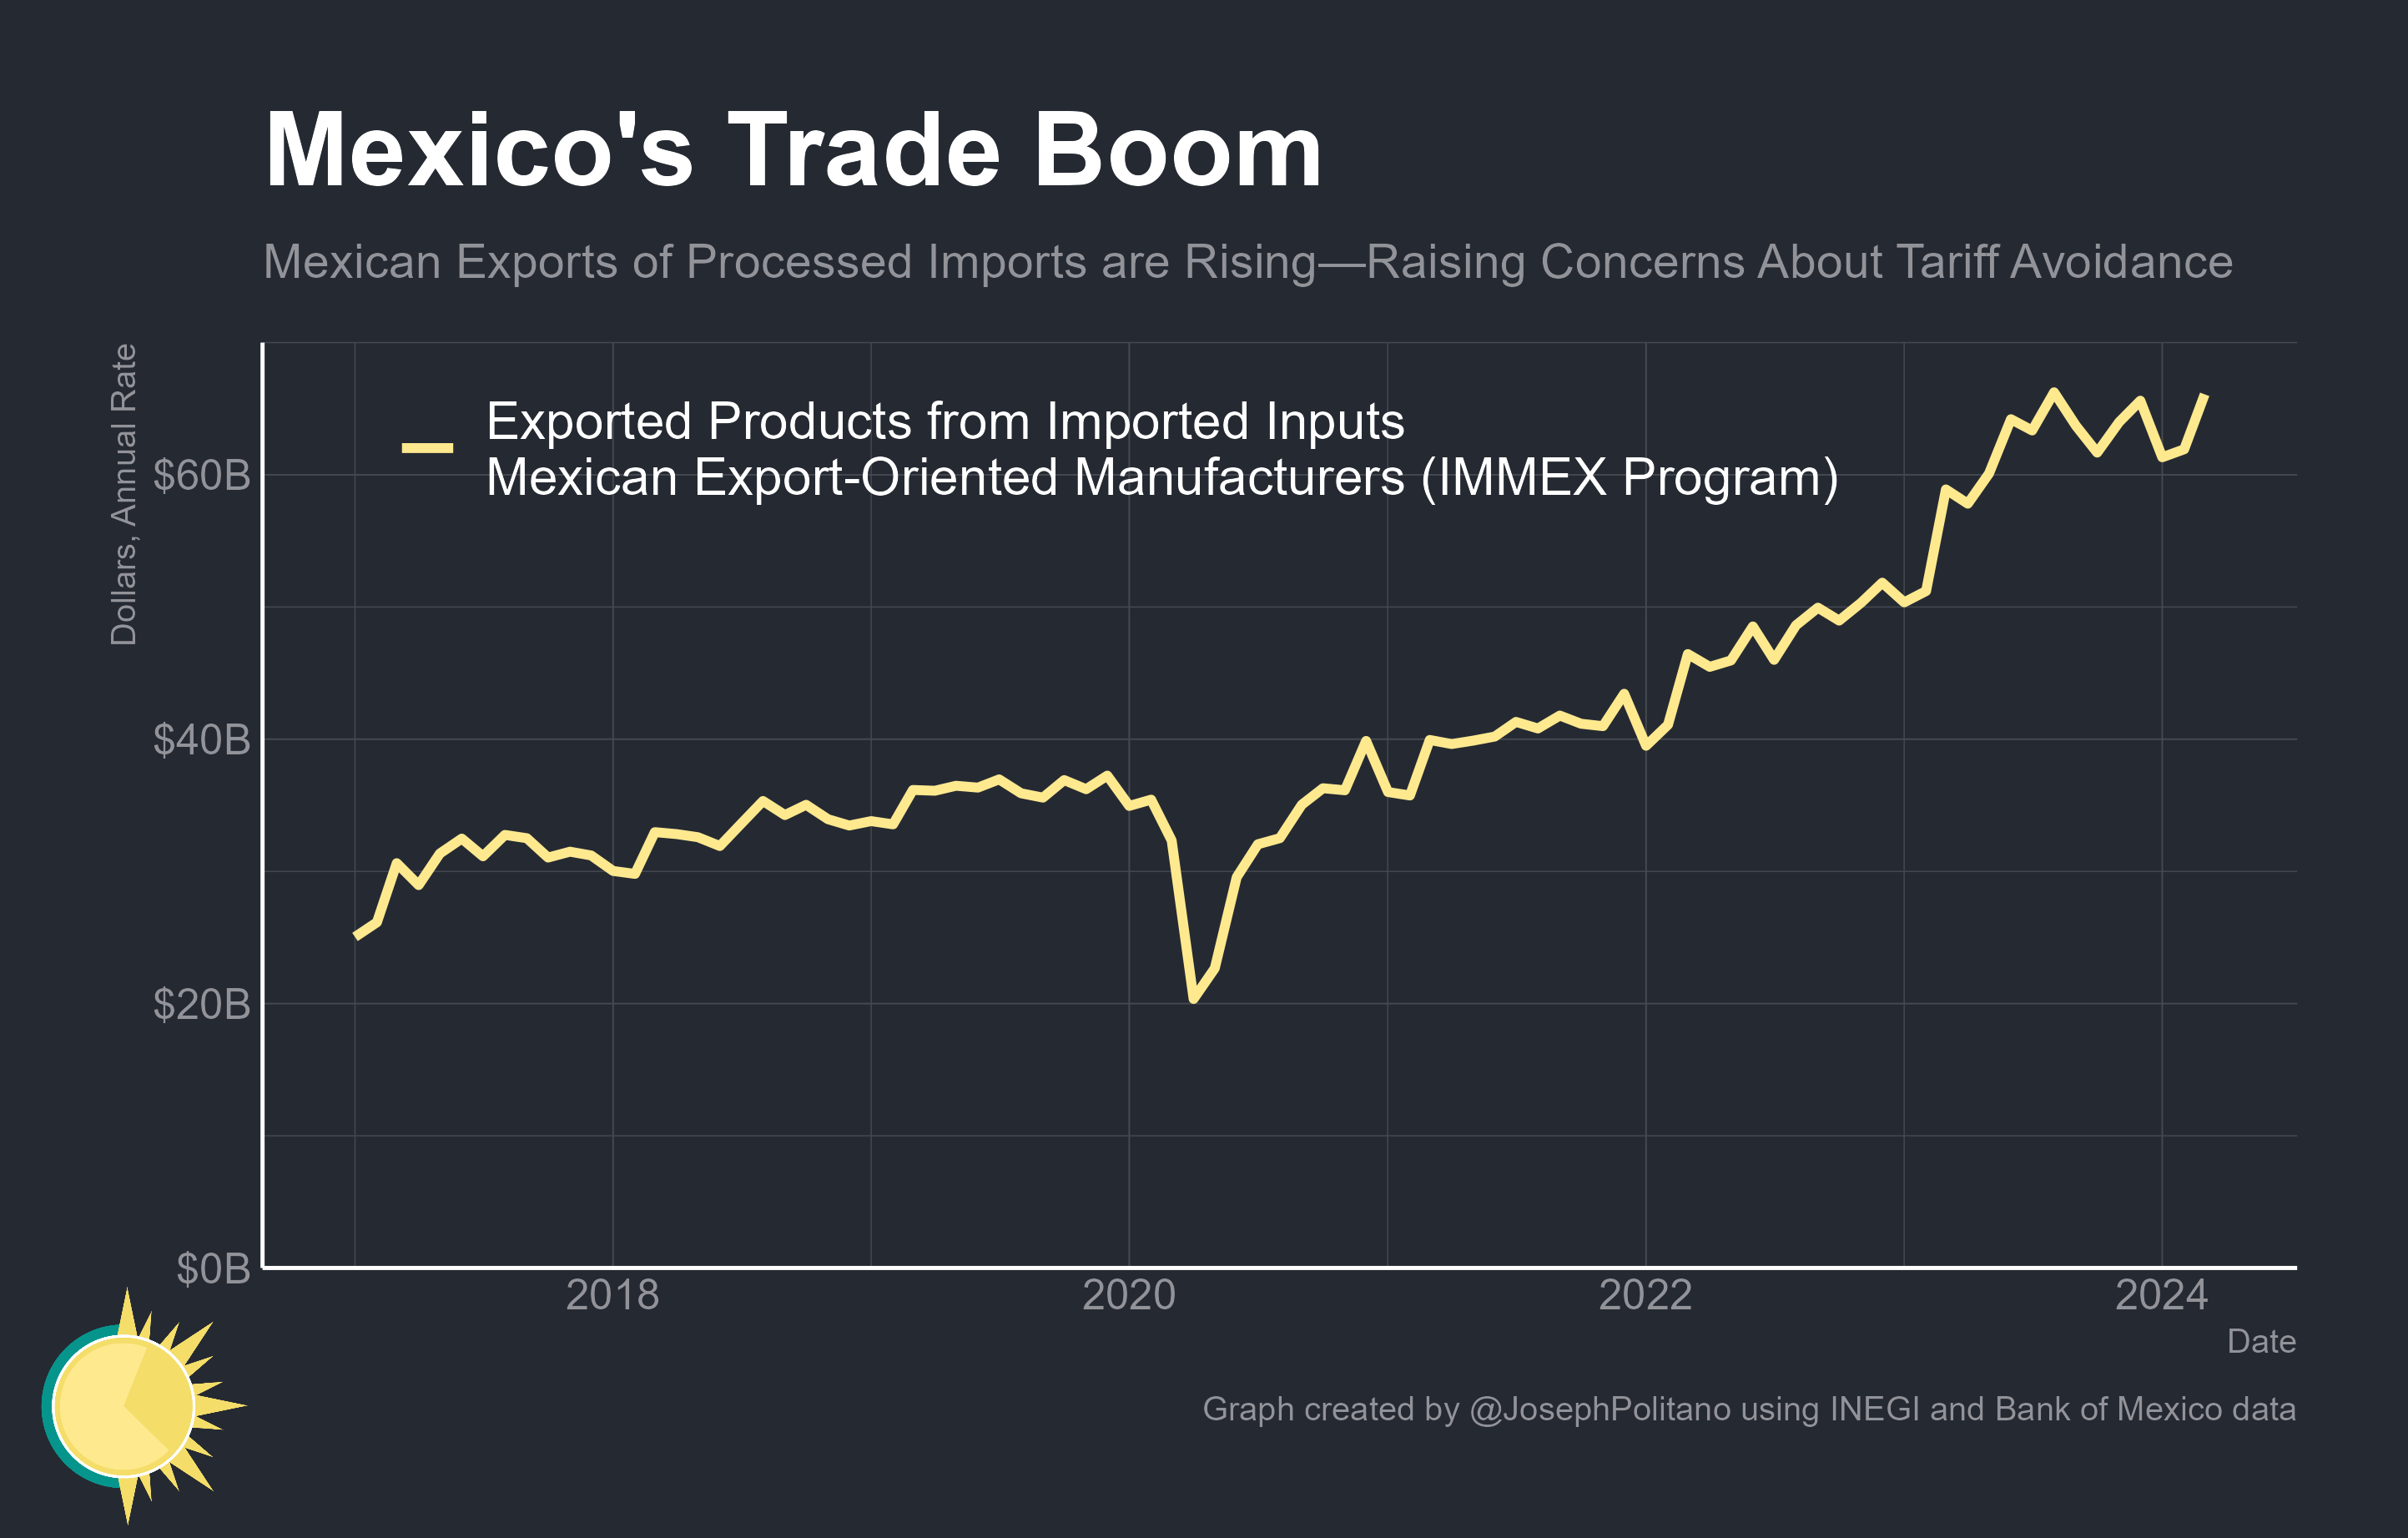 Mexico's Trade Boom
Mexican Exports of Processed Imports are Rising—Raising Concerns About Tariff Avoidance
Dollars, Annual Rate
Exported Products from Imported Inputs
Mexican Export-Oriented Manufacturers (IMMEX Program)
$60B
$40B
$20B
$0B
2018
2020
2022
2024
Date
Graph created by @JosephPolitano using INEGI and Bank of Mexico data